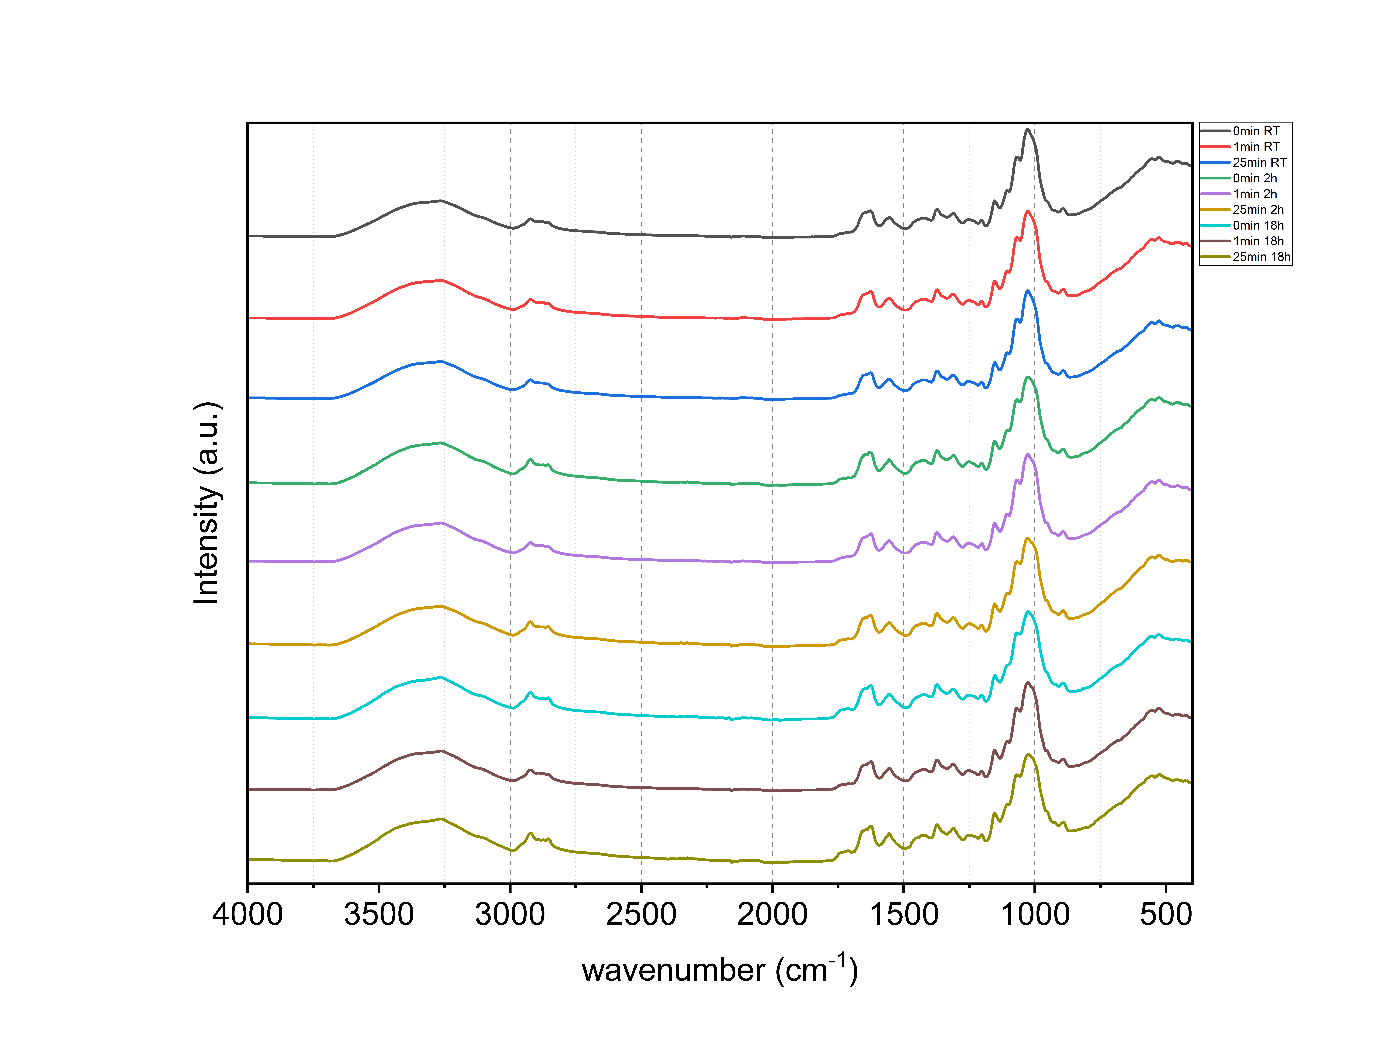 0min RT
1min RT
25min RT
0min 2h
1min 2h
25min 2h
0min 18h
1min 18h
25min 18h
Intensity (a.u.)
4000 3500 3000 2500 2000 1500 1000 500
wavenumber (cm⁻¹)